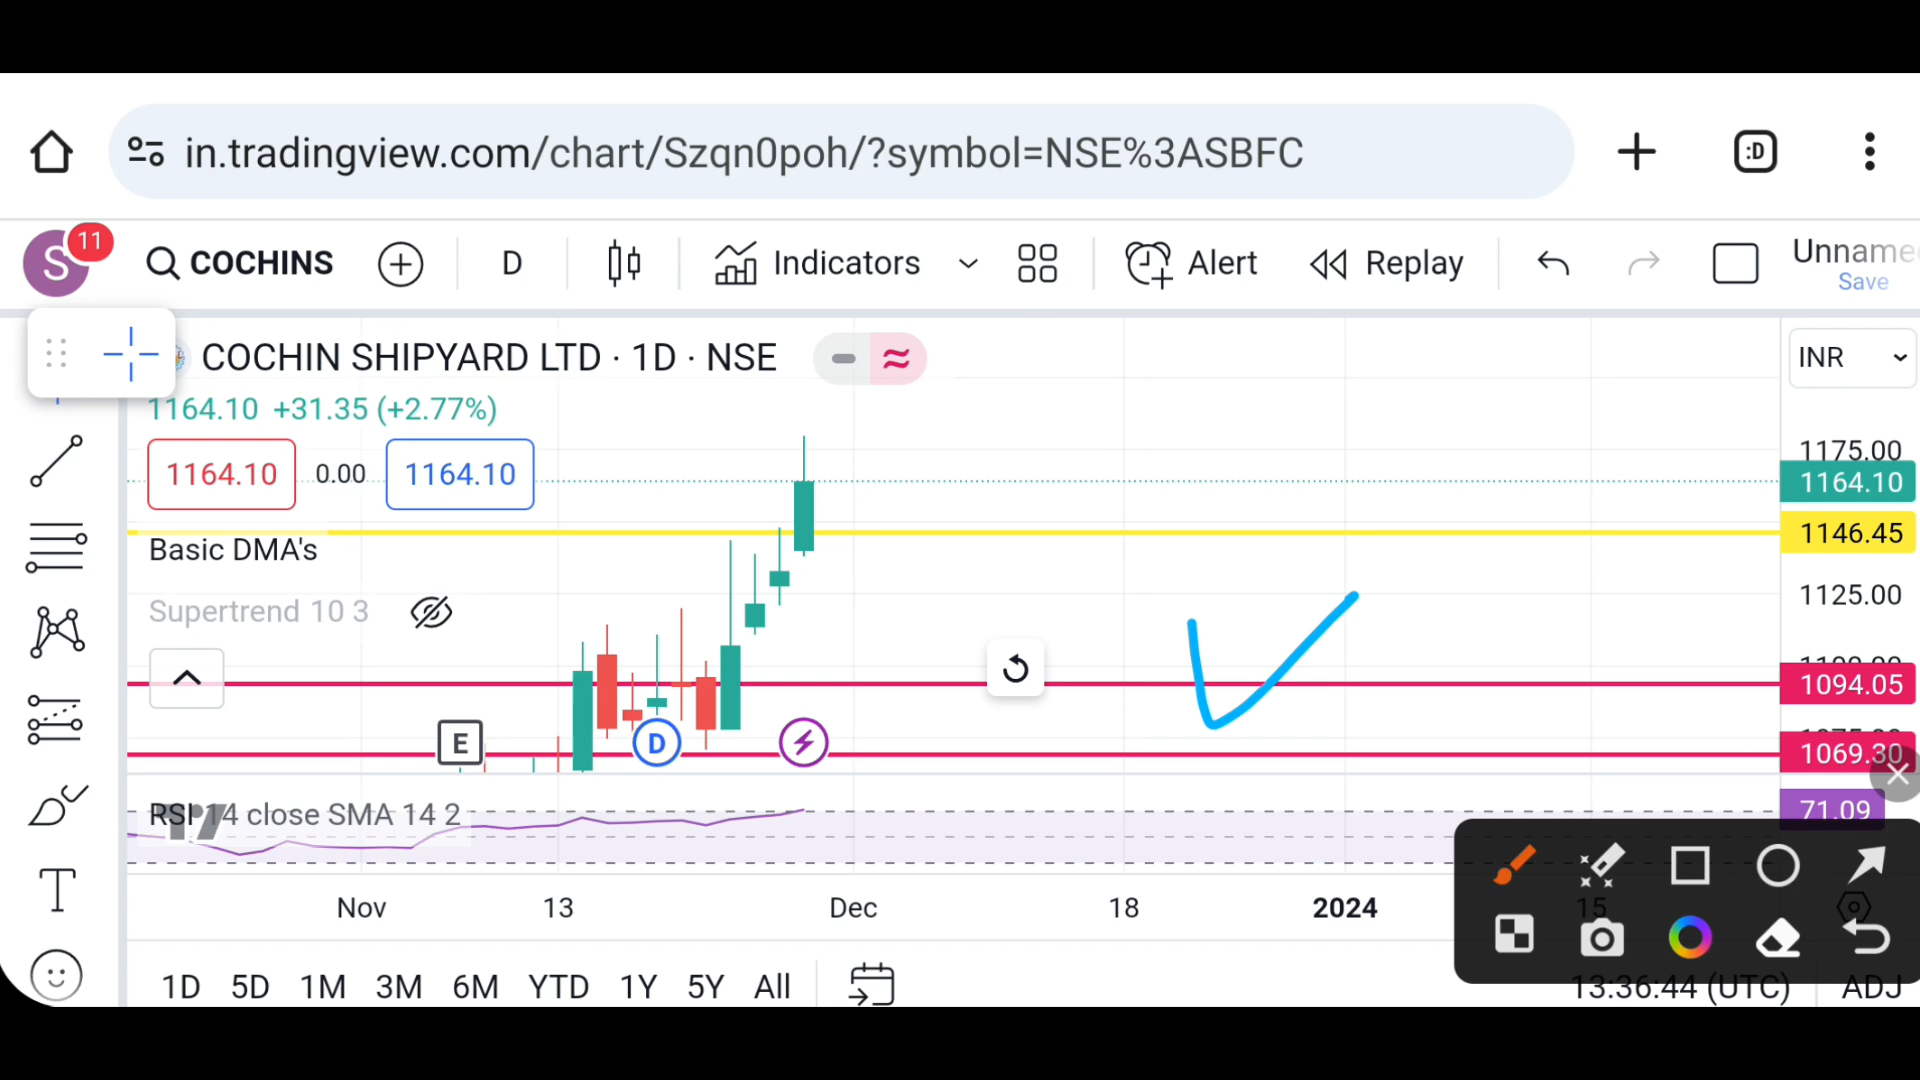 in.tradingview.com/chart/Szqn0poh/?symbol=NSE%3ASBFC
:D
S
11
COCHINS
D
Indicators
Alert
Replay
Unname
Save
COCHIN SHIPYARD LTD · 1D · NSE
INR
1164.10 +31.35 (+2.77%)
1164.10
0.00
1164.10
1175.00
1164.10
1146.45
Basic DMA's
1125.00
Supertrend 10 3
1094.05
E
D
1069.30
RSI 14 close SMA 14 2
71.09
Nov
13
Dec
18
2024
15
1D
5D
1M
3M
6M
YTD
1Y
5Y
All
13:36:44 (UTC)
ADJ